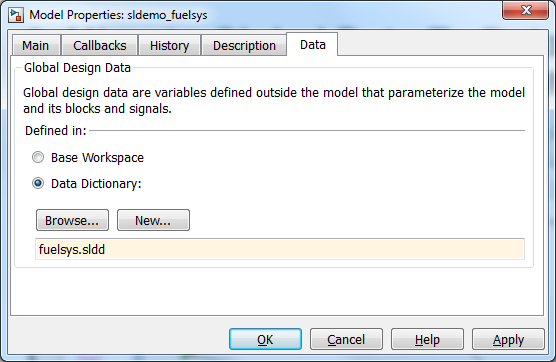 Model Properties: sldemo_fuelsys
Main Callbacks History Description Data
Global Design Data
Global design data are variables defined outside the model that parameterize the model
and its blocks and signals.
Defined in:
Base Workspace
Data Dictionary:
Browse... New...
fuelsys.sldd
OK Cancel Help Apply